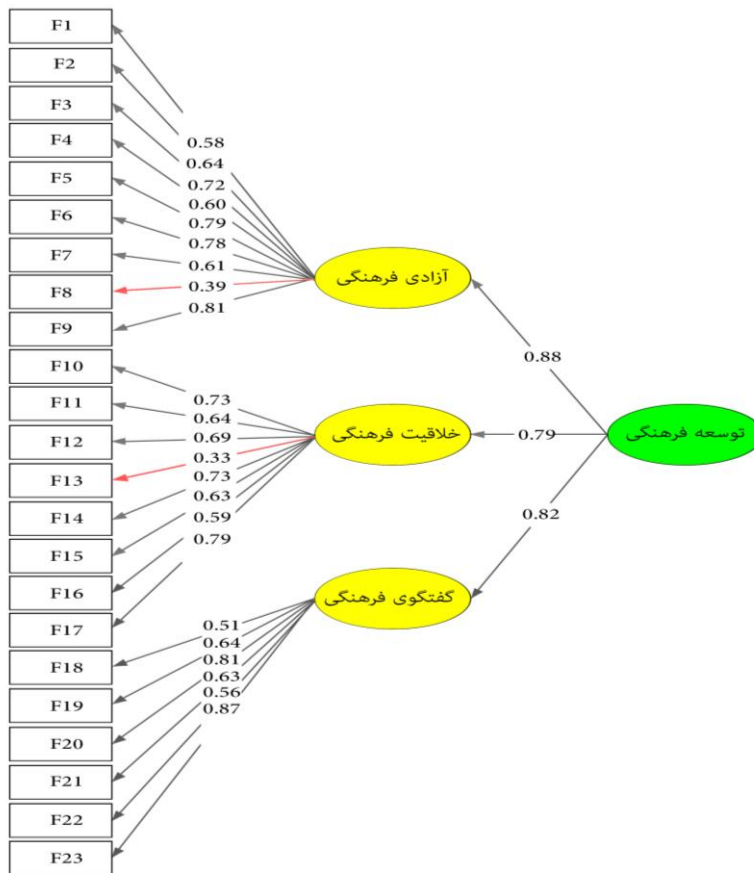 F1
F2
F3
F4
F5
F6
F7
F8
F9
F10
F11
F12
F13
F14
F15
F16
F17
F18
F19
F20
F21
F22
F23
0.58
0.64
0.72
0.60
0.79
0.78
0.61
0.39
0.81
0.73
0.64
0.69
0.33
0.73
0.63
0.59
0.79
0.51
0.64
0.81
0.63
0.56
0.87
آزادی فرهنگی
خلاقیت فرهنگی
گفتگوی فرهنگی
0.88
0.79
0.82
توسعه فرهنگی